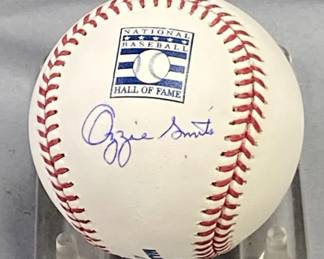 NATIONAL
BASEBALL
HALL OF FAME
Ozzie Smith